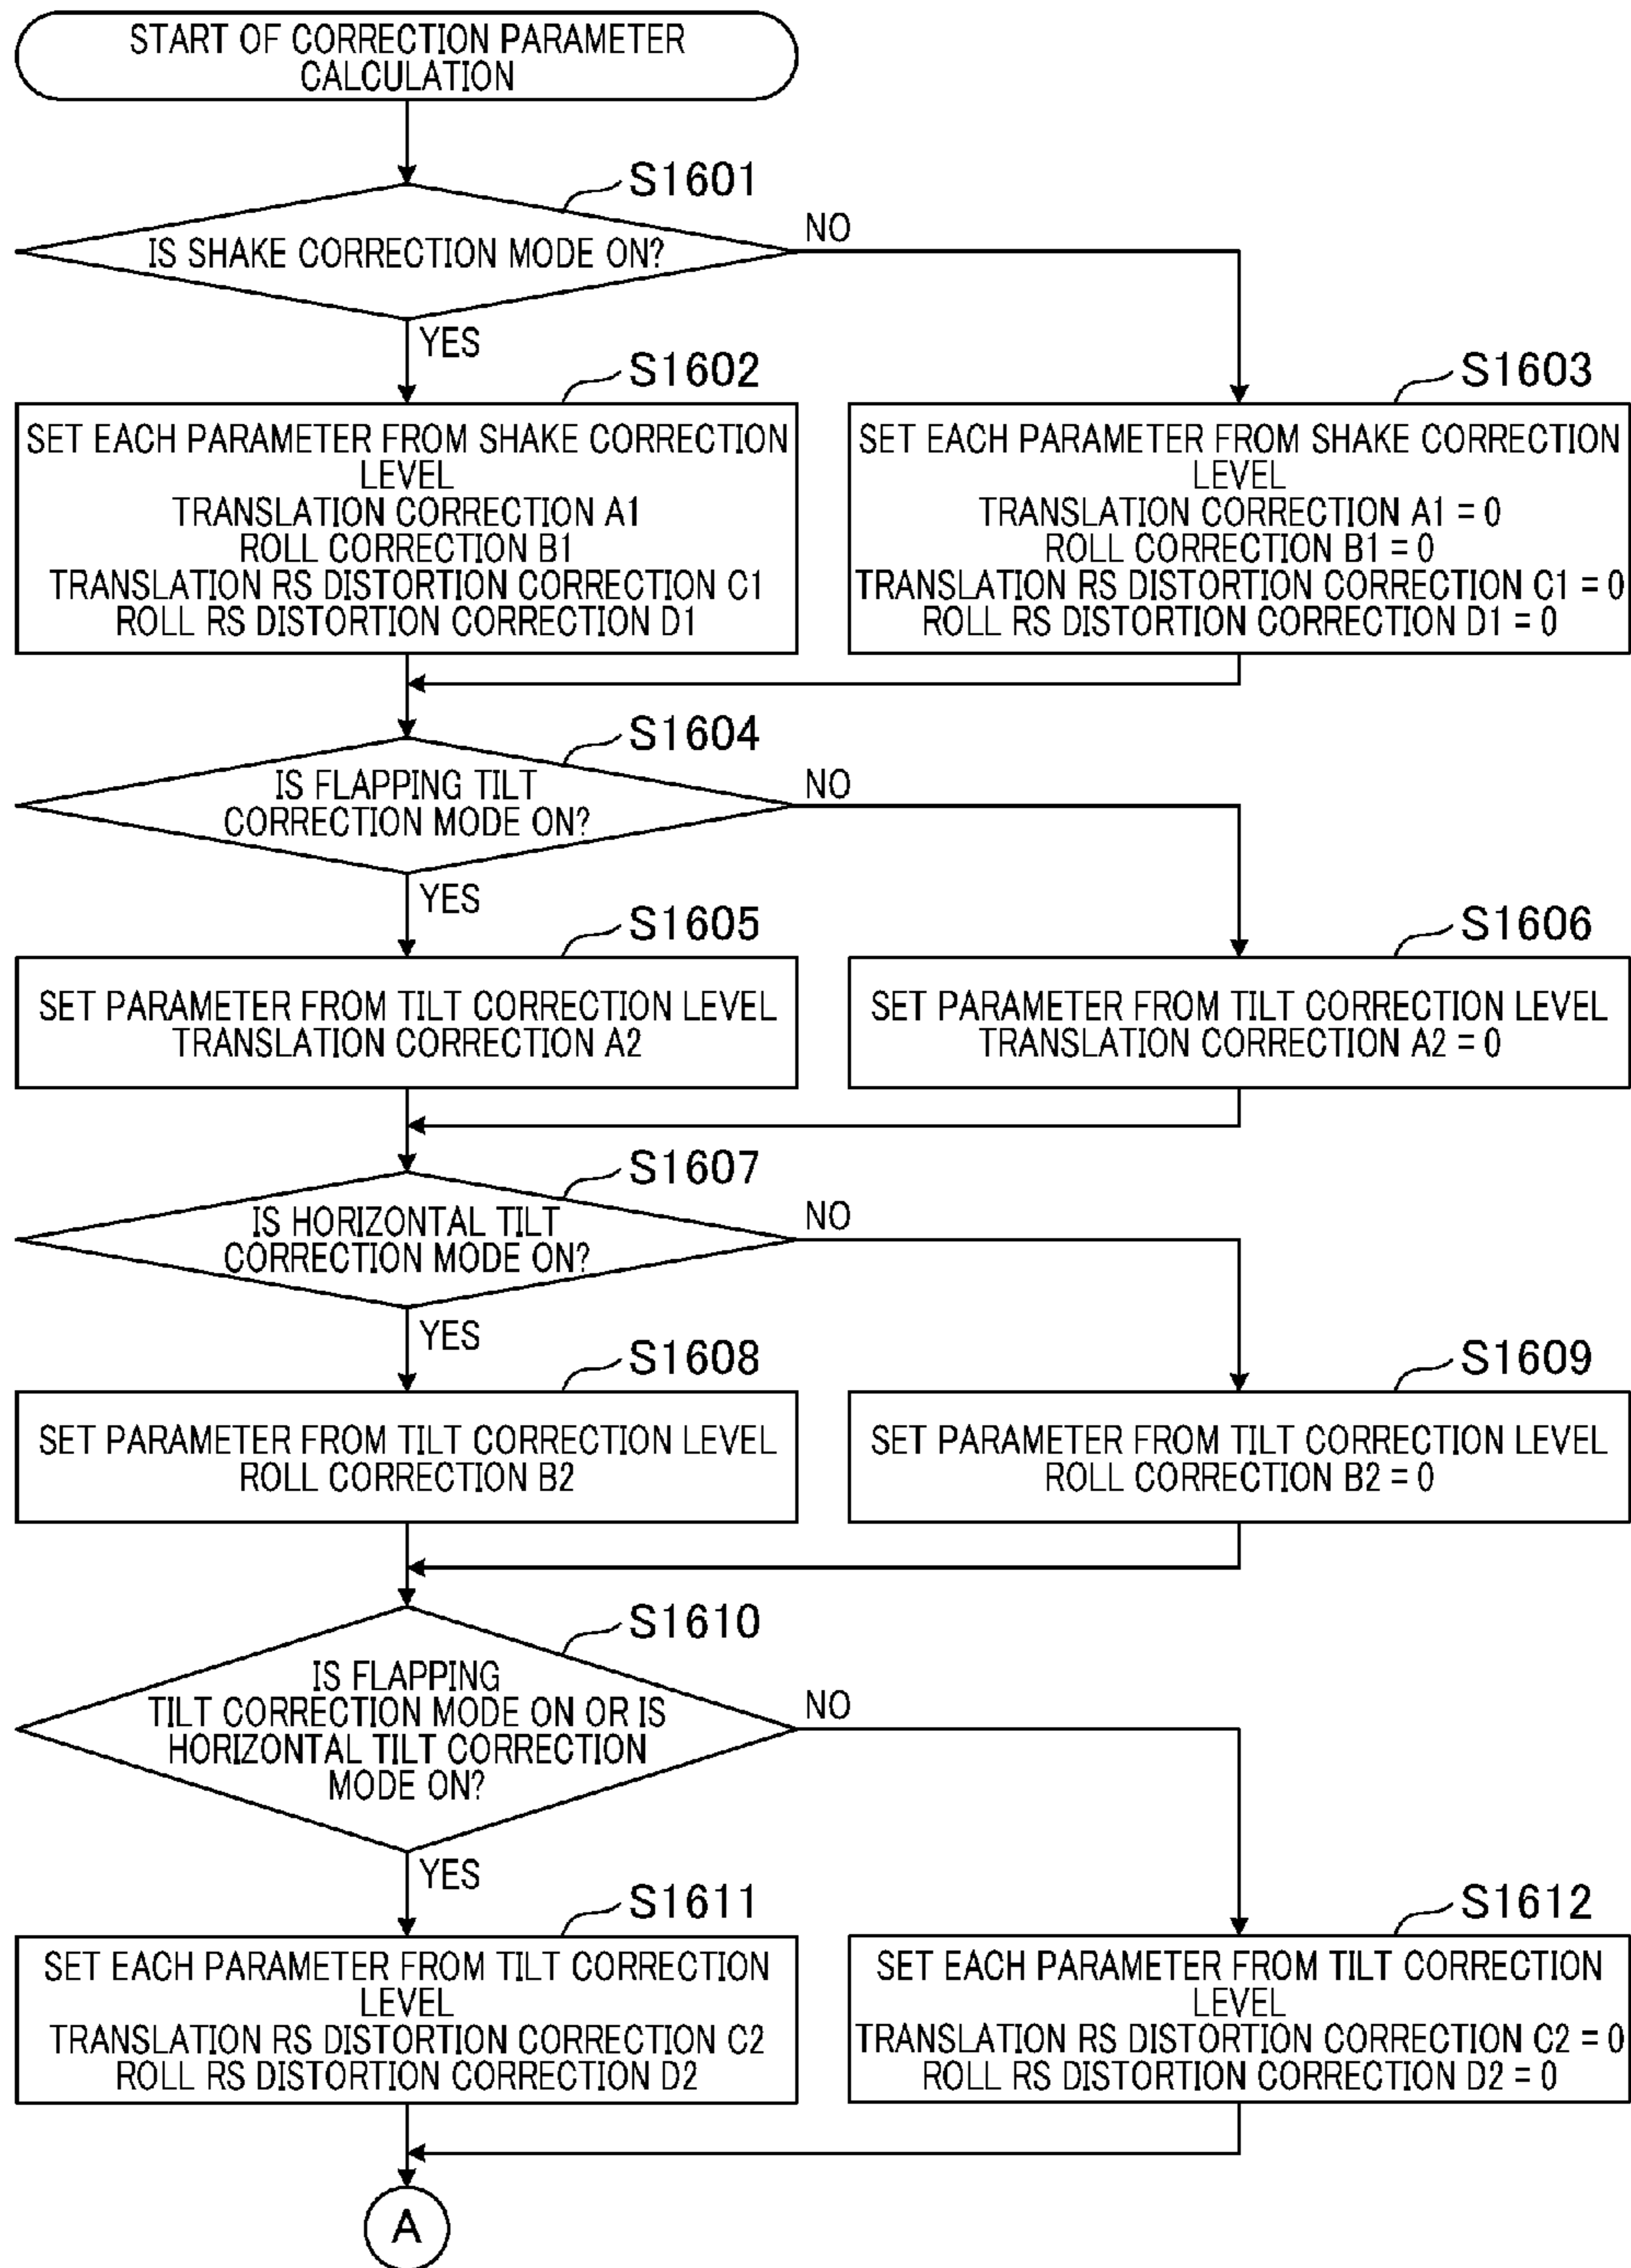 START OF CORRECTION PARAMETER
CALCULATION
S1601
IS SHAKE CORRECTION MODE ON?
NO
YES
S1602
SET EACH PARAMETER FROM SHAKE CORRECTION
LEVEL
TRANSLATION CORRECTION A1
ROLL CORRECTION B1
TRANSLATION RS DISTORTION CORRECTION C1
ROLL RS DISTORTION CORRECTION D1
S1603
SET EACH PARAMETER FROM SHAKE CORRECTION
LEVEL
TRANSLATION CORRECTION A1 = 0
ROLL CORRECTION B1 = 0
TRANSLATION RS DISTORTION CORRECTION C1 = 0
ROLL RS DISTORTION CORRECTION D1 = 0
S1604
IS FLAPPING TILT
CORRECTION MODE ON?
NO
YES
S1605
SET PARAMETER FROM TILT CORRECTION LEVEL
TRANSLATION CORRECTION A2
S1606
SET PARAMETER FROM TILT CORRECTION LEVEL
TRANSLATION CORRECTION A2 = 0
S1607
IS HORIZONTAL TILT
CORRECTION MODE ON?
NO
YES
S1608
SET PARAMETER FROM TILT CORRECTION LEVEL
ROLL CORRECTION B2
S1609
SET PARAMETER FROM TILT CORRECTION LEVEL
ROLL CORRECTION B2 = 0
S1610
IS FLAPPING
TILT CORRECTION MODE ON OR IS
HORIZONTAL TILT CORRECTION
MODE ON?
NO
YES
S1611
SET EACH PARAMETER FROM TILT CORRECTION
LEVEL
TRANSLATION RS DISTORTION CORRECTION C2
ROLL RS DISTORTION CORRECTION D2
S1612
SET EACH PARAMETER FROM TILT CORRECTION
LEVEL
TRANSLATION RS DISTORTION CORRECTION C2 = 0
ROLL RS DISTORTION CORRECTION D2 = 0
A